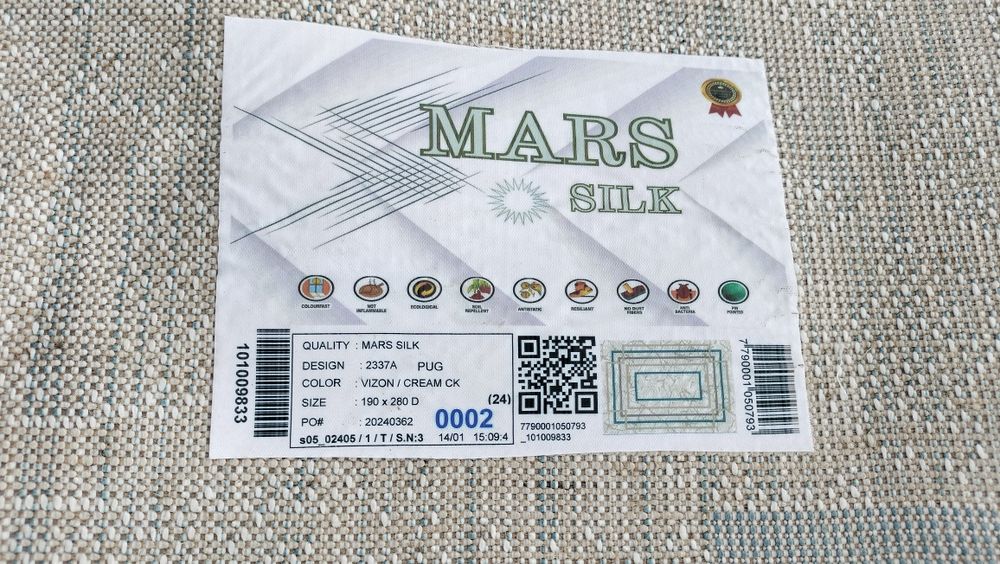 MARS
SILK
COLOURFAST
NOT INFLAMMABLE
ECOLOGICAL
SOIL REPELLENT
ANTISTATIC
RESILIANT
NO DUST FIBERS
ANTI BACTERIA
POINTED
101009833
QUALITY : MARS SILK
DESIGN : 2337A PUG
COLOR : VIZON / CREAM CK
SIZE : 190 x 280 D (24)
PO# : 20240362 0002
s05_02405 / 1 / T / S.N:3 14/01 15:09:4
7790001050793
_101009833
7790001050793